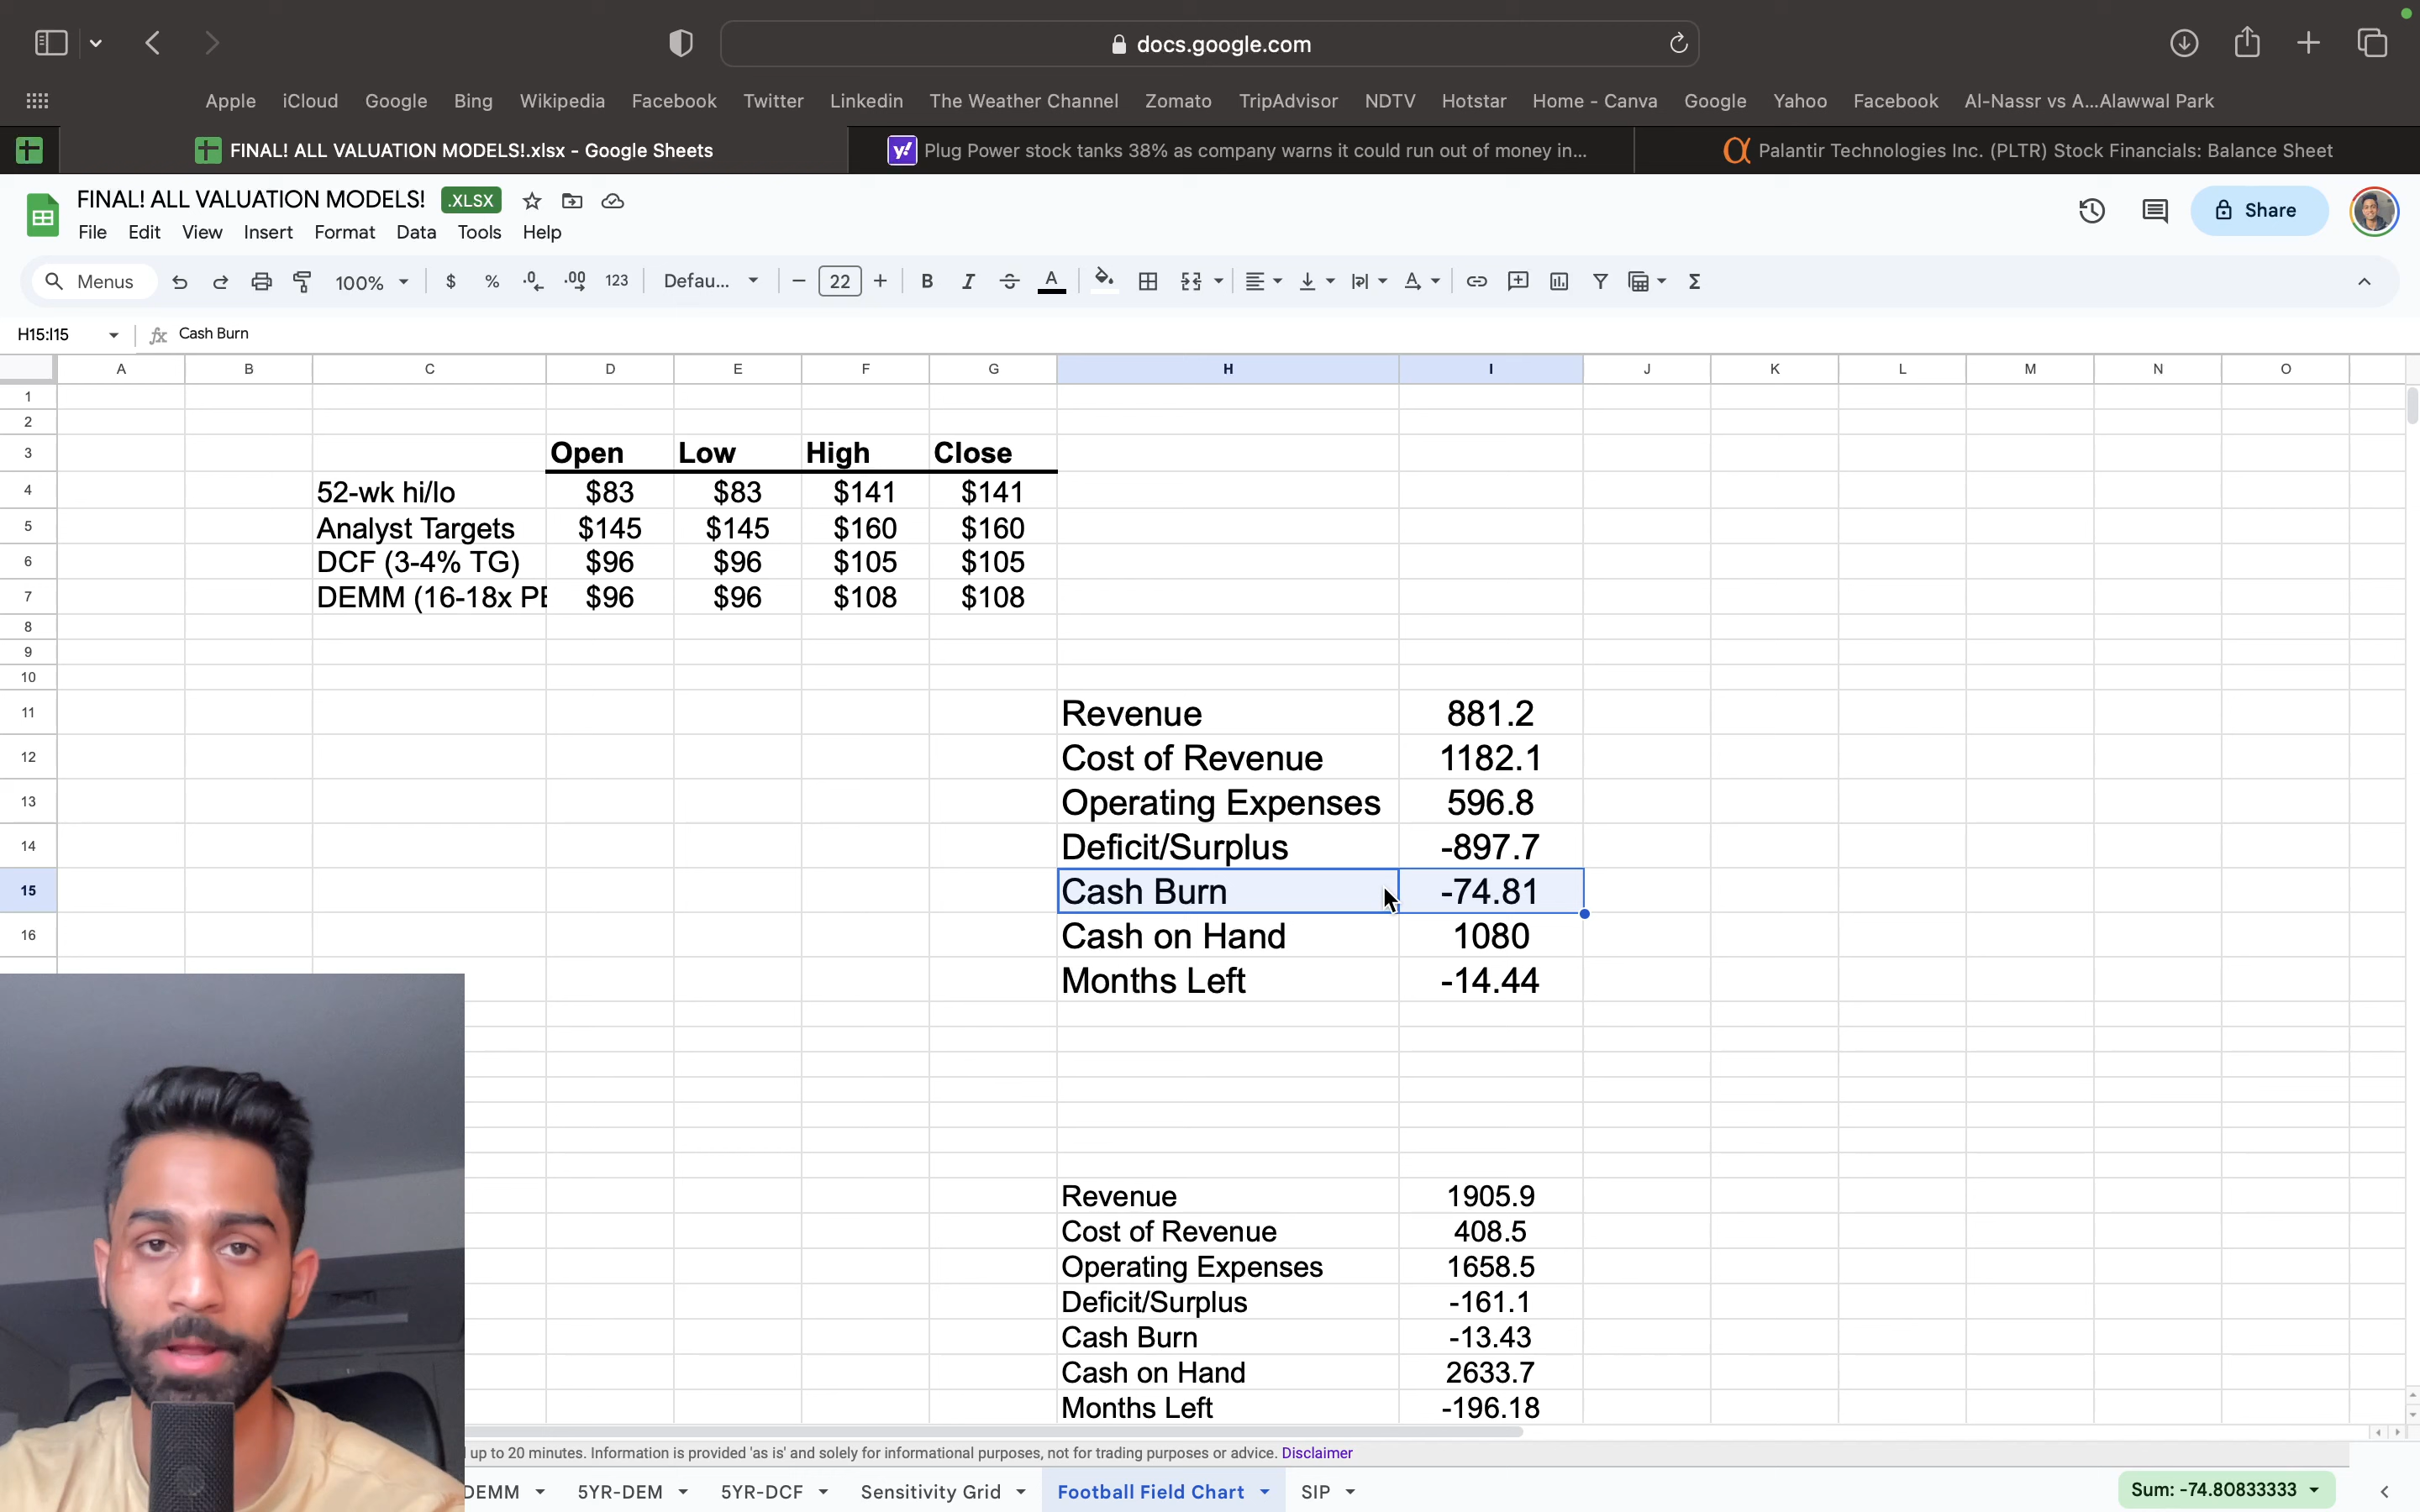 docs.google.com
Apple iCloud Google Bing Wikipedia Facebook Twitter Linkedin The Weather Channel Zomato TripAdvisor NDTV Hotstar Home - Canva Google Yahoo Facebook Al-Nassr vs A...Alawwal Park
FINAL! ALL VALUATION MODELS!.xlsx - Google Sheets
y! Plug Power stock tanks 38% as company warns it could run out of money in...
Palantir Technologies Inc. (PLTR) Stock Financials: Balance Sheet
FINAL! ALL VALUATION MODELS! .XLSX
Share
File Edit View Insert Format Data Tools Help
Menus 100% $ % .0 .00 123 Defau... 22 B I S A
H15:I15 fx Cash Burn
A B C D E F G H I J K L M N O
1
2
3 Open Low High Close
4 52-wk hi/lo $83 $83 $141 $141
5 Analyst Targets $145 $145 $160 $160
6 DCF (3-4% TG) $96 $96 $105 $105
7 DEMM (16-18x PE $96 $96 $108 $108
8
9
10
11 Revenue 881.2
12 Cost of Revenue 1182.1
13 Operating Expenses 596.8
14 Deficit/Surplus -897.7
15 Cash Burn -74.81
16 Cash on Hand 1080
Months Left -14.44
Revenue 1905.9
Cost of Revenue 408.5
Operating Expenses 1658.5
Deficit/Surplus -161.1
Cash Burn -13.43
Cash on Hand 2633.7
Months Left -196.18
up to 20 minutes. Information is provided 'as is' and solely for informational purposes, not for trading purposes or advice. Disclaimer
DEMM 5YR-DEM 5YR-DCF Sensitivity Grid Football Field Chart SIP
Sum: -74.80833333